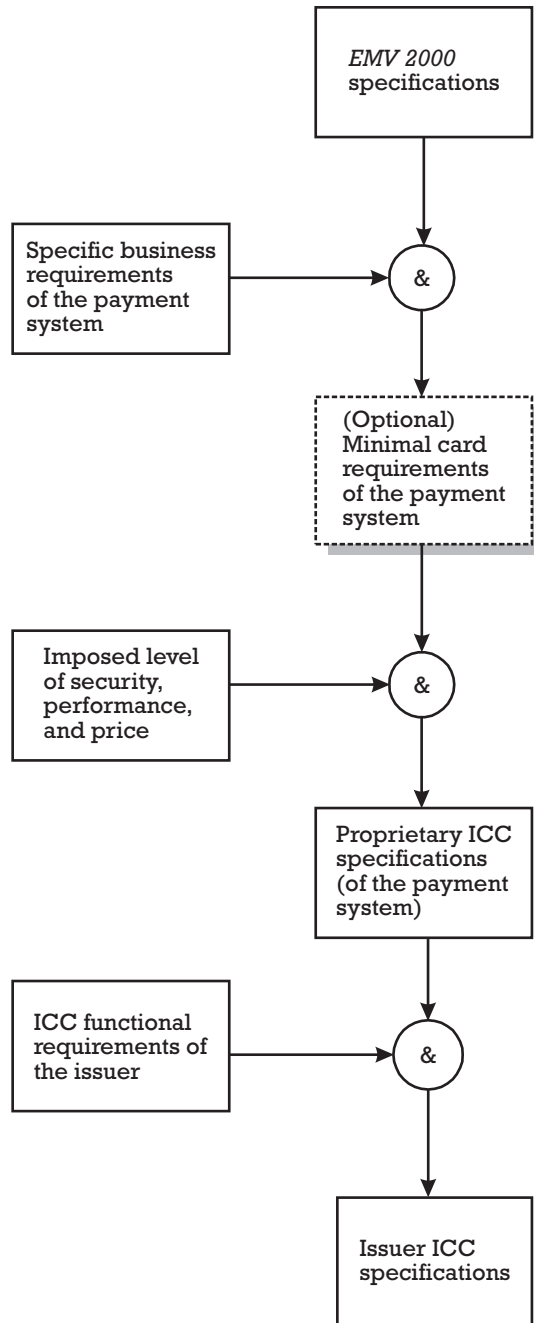 EMV 2000
specifications
&
Specific business
requirements
of the payment
system
(Optional)
Minimal card
requirements
of the payment
system
Imposed level
of security,
performance,
and price
&
Proprietary ICC
specifications
(of the payment
system)
ICC functional
requirements of
the issuer
&
Issuer ICC
specifications